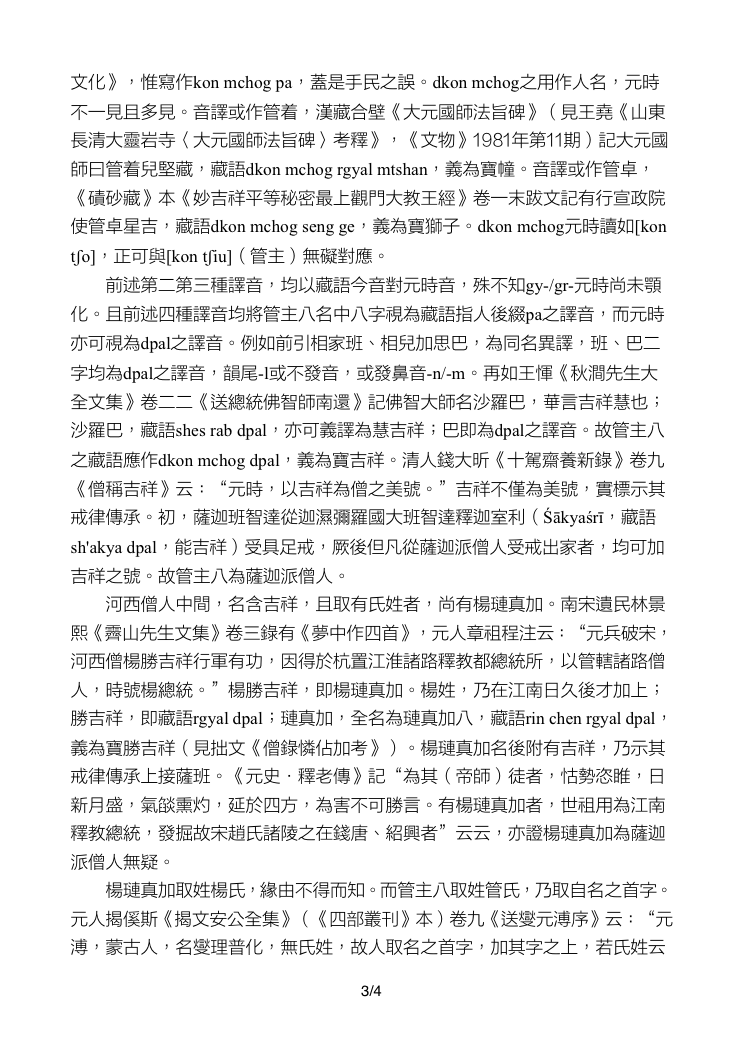 文化》，惟寫作kon mchog pa，蓋是手民之誤。dkon mchog之用作人名，元時
不一見且多見。音譯或作管着，漢藏合壁《大元國師法旨碑》（見王堯《山東
長清大靈岩寺〈大元國師法旨碑〉考釋》，《文物》1981年第11期）記大元國
師曰管着兒堅藏，藏語dkon mchog rgyal mtshan，義為寶幢。音譯或作管卓，
《磧砂藏》本《妙吉祥平等秘密最上觀門大教王經》卷一末跋文記有行宣政院
使管卓星吉，藏語dkon mchog seng ge，義為寶獅子。dkon mchog元時讀如[kon
tʃo]，正可與[kon tʃiu]（管主）無礙對應。
前述第二第三種譯音，均以藏語今音對元時音，殊不知gy-/gr-元時尚未顎
化。且前述四種譯音均將管主八名中八字視為藏語指人後綴pa之譯音，而元時
亦可視為dpal之譯音。例如前引相家班、相兒加思巴，為同名異譯，班、巴二
字均為dpal之譯音，韻尾-l或不發音，或發鼻音-n/-m。再如王惲《秋澗先生大
全文集》卷二二《送總統佛智師南還》記佛智大師名沙羅巴，華言吉祥慧也；
沙羅巴，藏語shes rab dpal，亦可義譯為慧吉祥；巴即為dpal之譯音。故管主八
之藏語應作dkon mchog dpal，義為寶吉祥。清人錢大昕《十駕齋養新錄》卷九
《僧稱吉祥》云：“元時，以吉祥為僧之美號。”吉祥不僅為美號，實標示其
戒律傳承。初，薩迦班智達從迦濕彌羅國大班智達釋迦室利（Śākyaśrī，藏語
sh'akya dpal，能吉祥）受具足戒，厥後但凡從薩迦派僧人受戒出家者，均可加
吉祥之號。故管主八為薩迦派僧人。
河西僧人中間，名含吉祥，且取有氏姓者，尚有楊璉真加。南宋遺民林景
熙《霽山先生文集》卷三錄有《夢中作四首》，元人章祖程注云：“元兵破宋，
河西僧楊勝吉祥行軍有功，因得於杭置江淮諸路釋教都總統所，以管轄諸路僧
人，時號楊總統。”楊勝吉祥，即楊璉真加。楊姓，乃在江南日久後才加上；
勝吉祥，即藏語rgyal dpal；璉真加，全名為璉真加八，藏語rin chen rgyal dpal，
義為寶勝吉祥（見拙文《僧錄憐佔加考》）。楊璉真加名後附有吉祥，乃示其
戒律傳承上接薩班。《元史．釋老傳》記“為其（帝師）徒者，怙勢恣睢，日
新月盛，氣燄熏灼，延於四方，為害不可勝言。有楊璉真加者，世祖用為江南
釋教總統，發掘故宋趙氏諸陵之在錢唐、紹興者”云云，亦證楊璉真加為薩迦
派僧人無疑。
楊璉真加取姓楊氏，緣由不得而知。而管主八取姓管氏，乃取自名之首字。
元人揭傒斯《揭文安公全集》（《四部叢刊》本）卷九《送燮元溥序》云：“元
溥，蒙古人，名燮理普化，無氏姓，故人取名之首字，加其字之上，若氏姓云
3/4